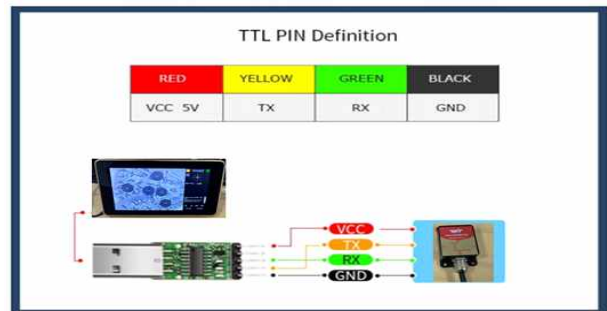 TTL PIN Definition
RED YELLOW GREEN BLACK
VCC 5V TX RX GND
VCC
TX
RX
GND